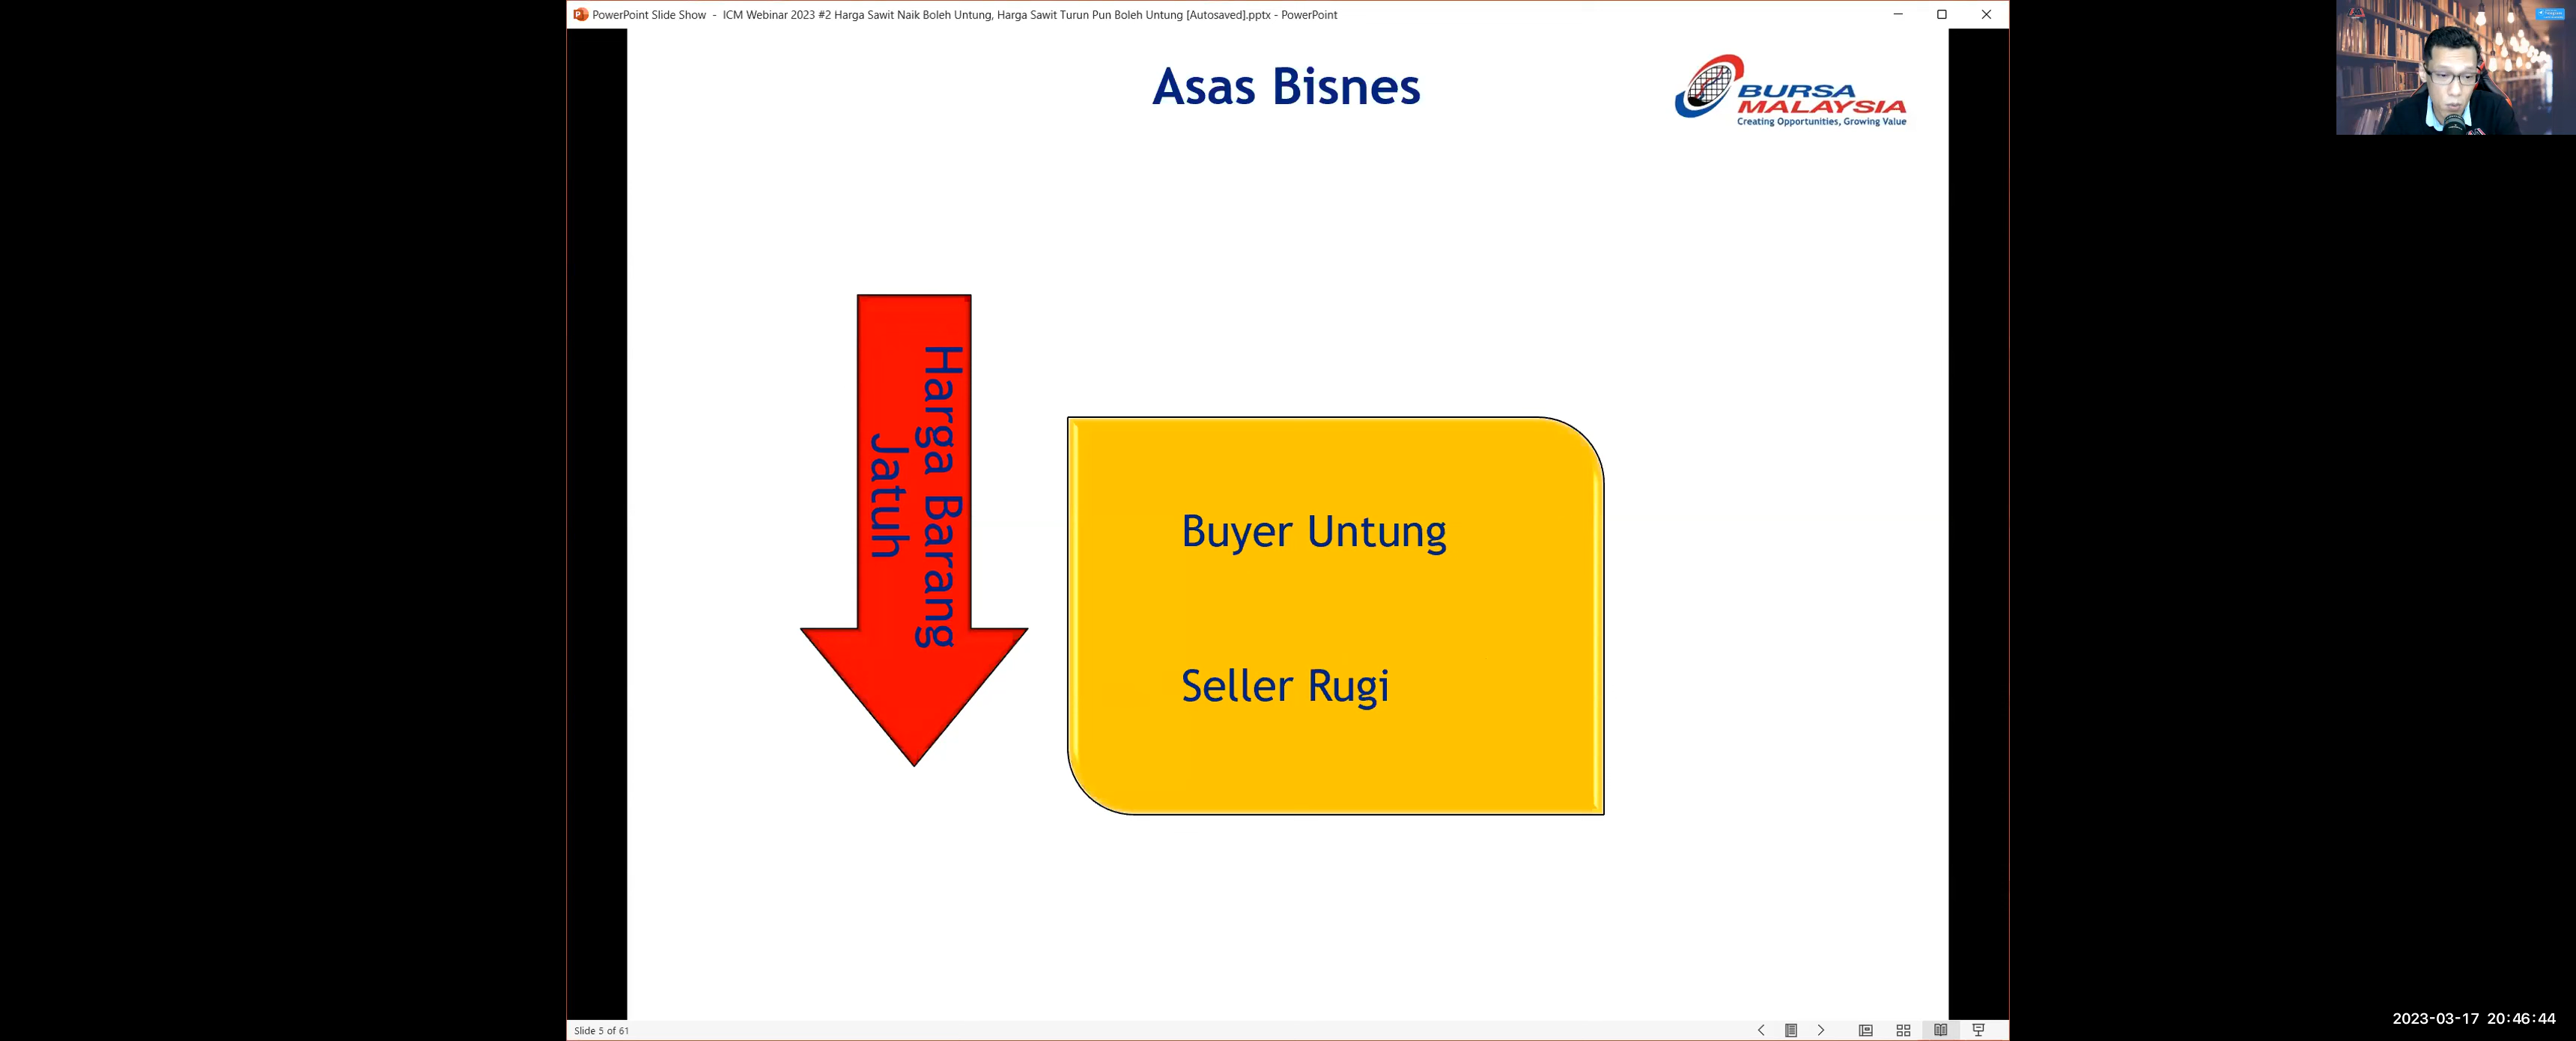 PowerPoint Slide Show - ICM Webinar 2023 #2 Harga Sawit Naik Boleh Untung, Harga Sawit Turun Pun Boleh Untung [Autosaved].pptx - PowerPoint
Asas Bisnes
BURSA
MALAYSIA
Creating Opportunities, Growing Value
Harga Barang
Jatuh
Buyer Untung
Seller Rugi
Slide 5 of 61
2023-03-17 20:46:44